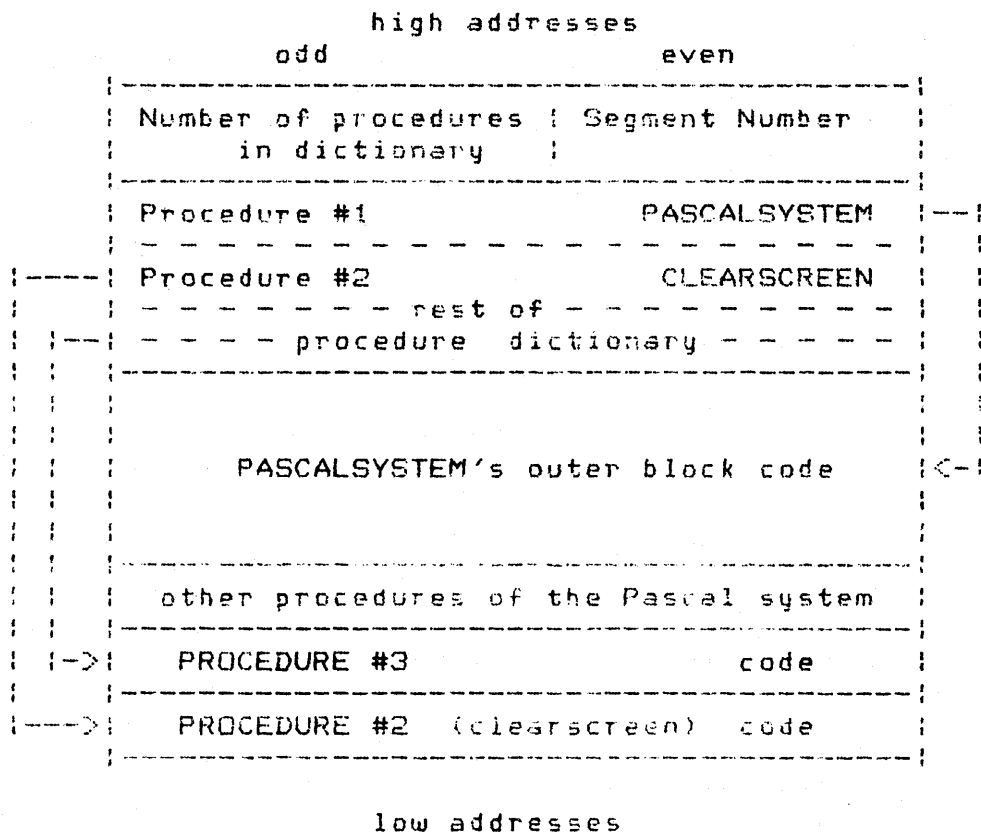 high addresses
odd even
Number of procedures ¦ Segment Number
in dictionary ¦
Procedure #1 PASCALSYSTEM
Procedure #2 CLEARSCREEN
- - - - - - - rest of - - - - - - - - -
- - - - procedure dictionary - - - - -
PASCALSYSTEM's outer block code
other procedures of the Pascal system
PROCEDURE #3 code
PROCEDURE #2 (clearscreen) code
low addresses